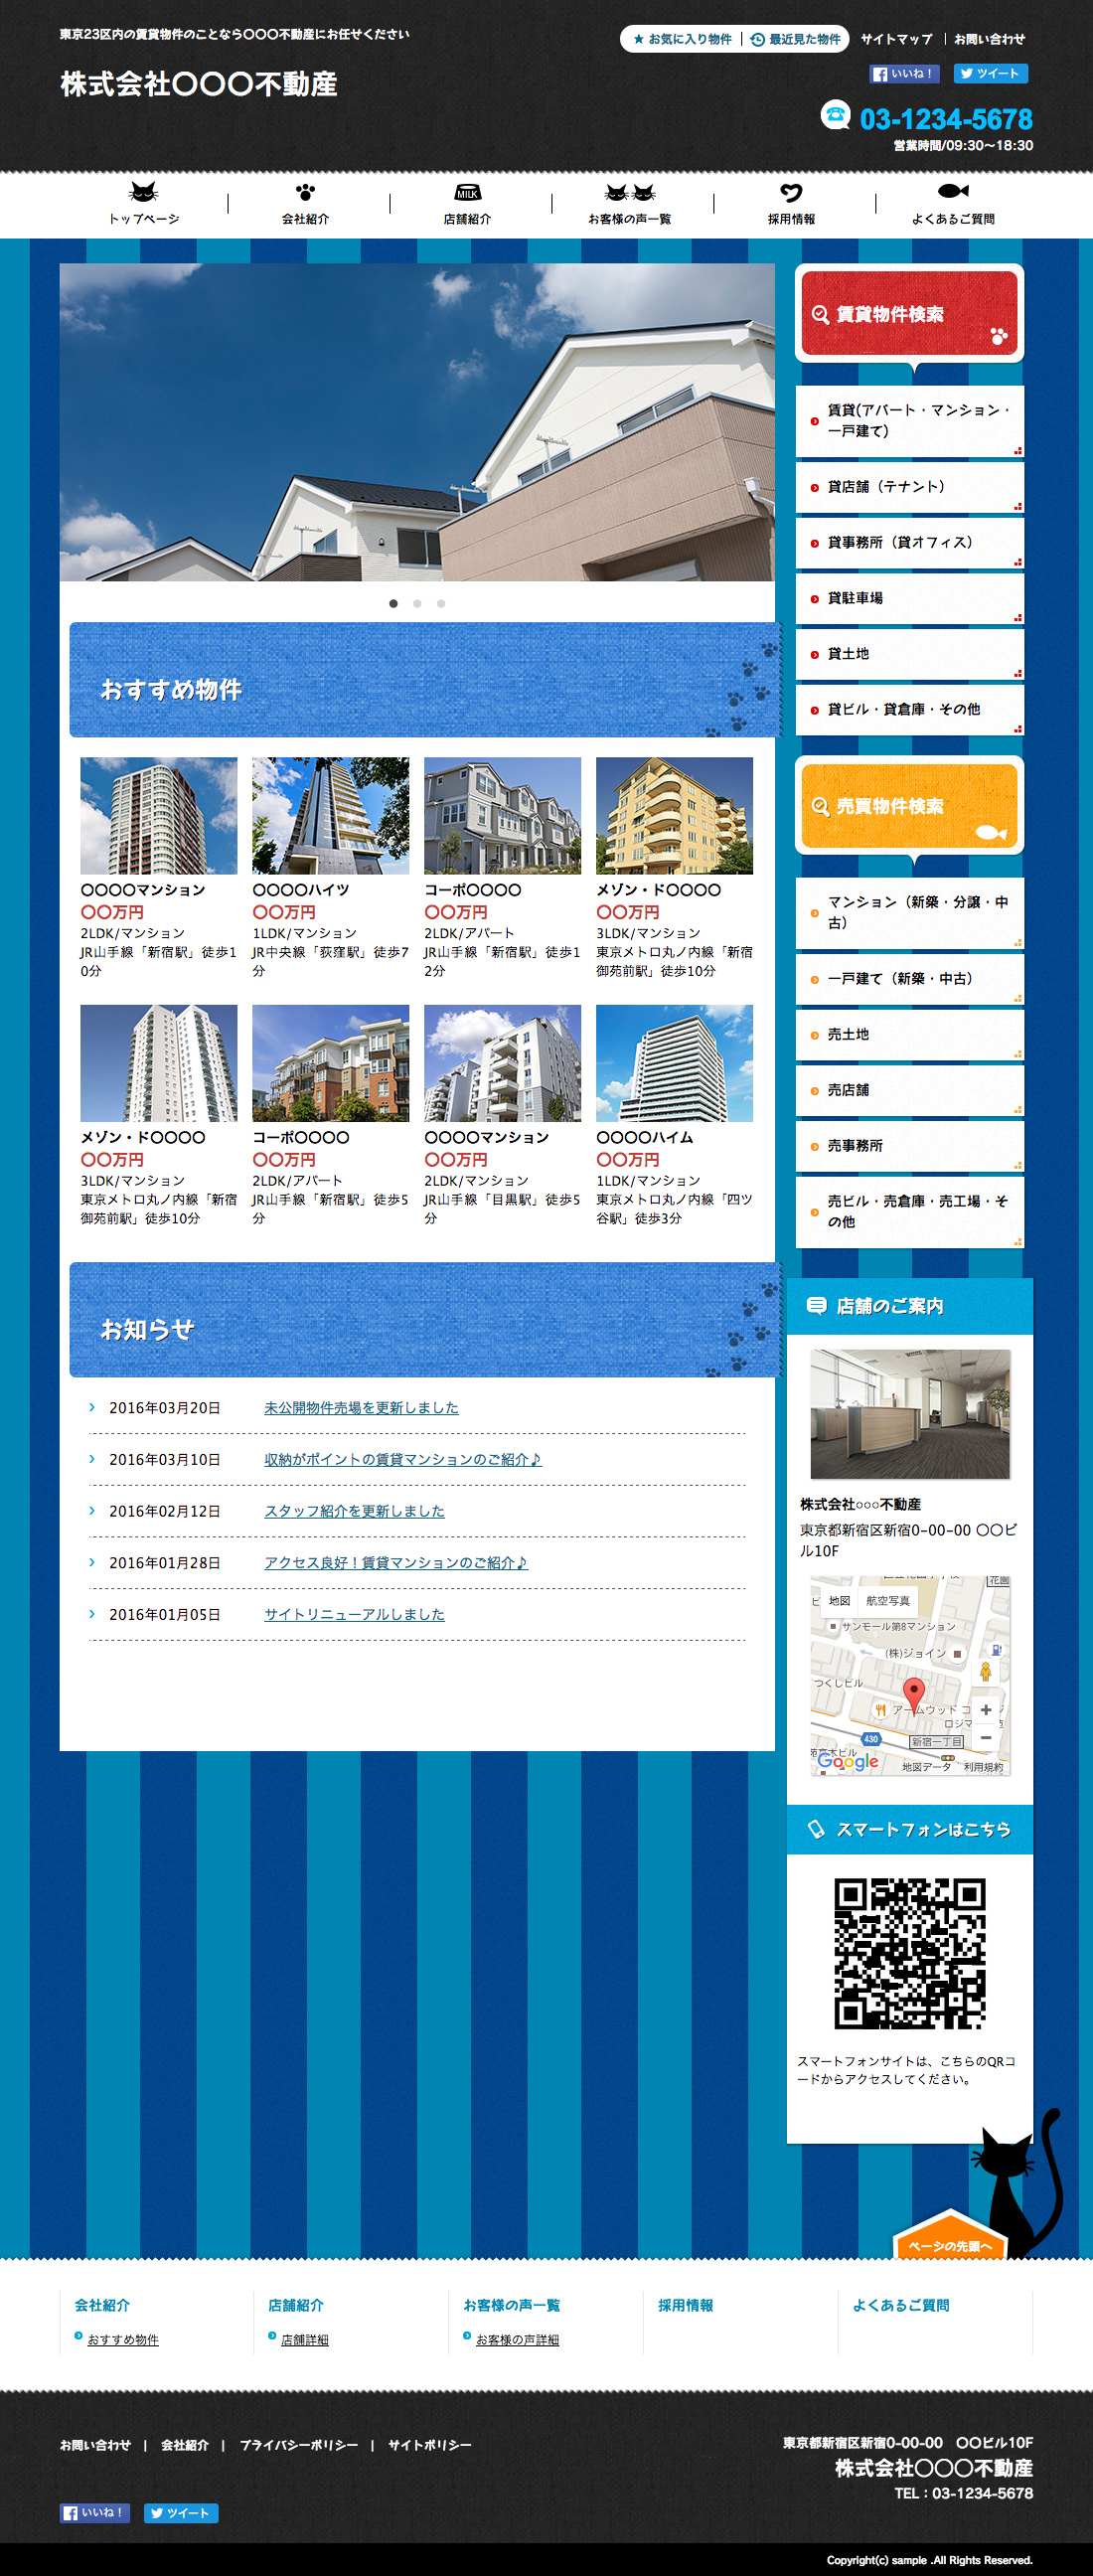 東京23区内の賃貸物件のことなら〇〇〇不動産にお任せください
お気に入り物件
最近見た物件
サイトマップ
お問い合わせ
株式会社〇〇〇不動産
いいね！
ツイート
03-1234-5678
営業時間/09:30〜18:30
トップページ
会社紹介
MILK
店舗紹介
お客様の声一覧
採用情報
よくあるご質問
おすすめ物件
〇〇〇〇マンション
〇〇万円
2LDK/マンション
JR山手線「新宿駅」徒歩1
0分
〇〇〇〇ハイツ
〇〇万円
1LDK/マンション
JR中央線「荻窪駅」徒歩7
分
コーポ〇〇〇〇
〇〇万円
2LDK/アパート
JR山手線「新宿駅」徒歩1
2分
メゾン・ド〇〇〇〇
〇〇万円
3LDK/マンション
東京メトロ丸ノ内線「新宿
御苑前駅」徒歩10分
メゾン・ド〇〇〇〇
〇〇万円
3LDK/マンション
東京メトロ丸ノ内線「新宿
御苑前駅」徒歩10分
コーポ〇〇〇〇
〇〇万円
2LDK/アパート
JR山手線「新宿駅」徒歩5
分
〇〇〇〇マンション
〇〇万円
2LDK/マンション
JR山手線「目黒駅」徒歩5
分
〇〇〇〇ハイム
〇〇万円
1LDK/マンション
東京メトロ丸ノ内線「四ツ
谷駅」徒歩3分
お知らせ
2016年03月20日 未公開物件売場を更新しました
2016年03月10日 収納がポイントの賃貸マンションのご紹介♪
2016年02月12日 スタッフ紹介を更新しました
2016年01月28日 アクセス良好！賃貸マンションのご紹介♪
2016年01月05日 サイトリニューアルしました
賃貸物件検索
賃貸(アパート・マンション・
一戸建て)
貸店舗（テナント）
貸事務所（貸オフィス）
貸駐車場
貸土地
貸ビル・貸倉庫・その他
売買物件検索
マンション（新築・分譲・中
古）
一戸建て（新築・中古）
売土地
売店舗
売事務所
売ビル・売倉庫・売工場・そ
の他
店舗のご案内
株式会社○○○不動産
東京都新宿区新宿0-00-00 〇〇ビ
ル10F
花園
地図 航空写真
サンモール第8マンション
(株)ジョイン
つくしビル
アームウッド コ
ロジマ
430
新宿一丁目
Google
地図データ 利用規約
スマートフォンはこちら
スマートフォンサイトは、こちらのQRコ
ードからアクセスしてください。
ページの先頭へ
会社紹介
おすすめ物件
店舗紹介
店舗詳細
お客様の声一覧
お客様の声詳細
採用情報
よくあるご質問
お問い合わせ | 会社紹介 | プライバシーポリシー | サイトポリシー
東京都新宿区新宿0-00-00 〇〇ビル10F
株式会社〇〇〇不動産
TEL：03-1234-5678
いいね！
ツイート
Copyright(c) sample .All Rights Reserved.